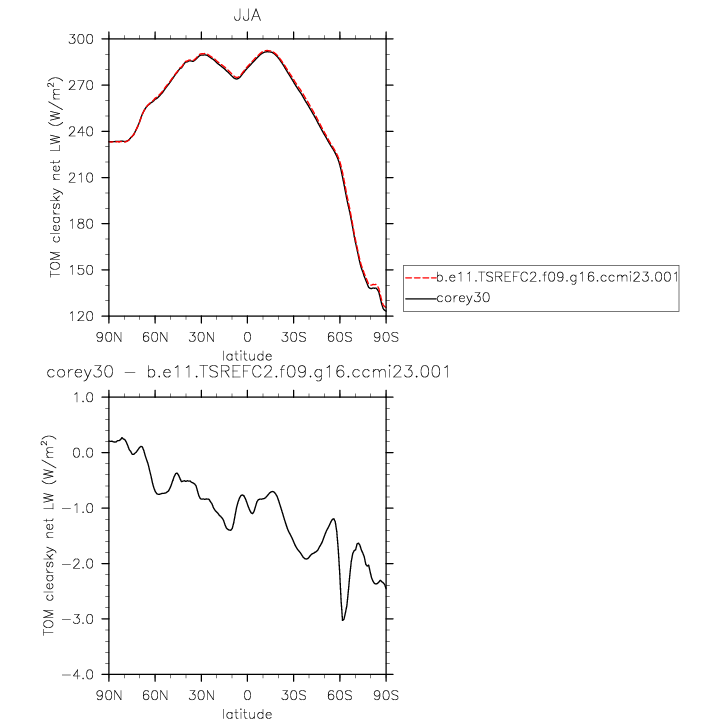 JJA
TOM clearsky net LW (W/m²)
300
270
240
210
180
150
120
90N 60N 30N 0 30S 60S 90S
latitude
b.e11.TSREFC2.f09.g16.ccmi23.001
corey30
corey30 − b.e11.TSREFC2.f09.g16.ccmi23.001
TOM clearsky net LW (W/m²)
1.0
0.0
−1.0
−2.0
−3.0
−4.0
90N 60N 30N 0 30S 60S 90S
latitude